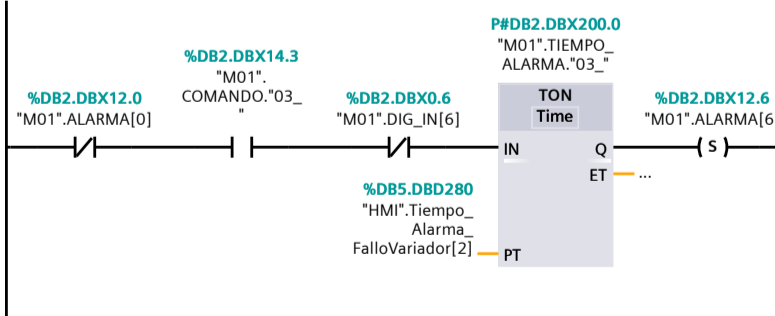 P#DB2.DBX200.0
"M01".TIEMPO_
ALARMA."03_"
%DB2.DBX14.3
"M01".
COMANDO."03_
"
%DB2.DBX12.0
"M01".ALARMA[0]
%DB2.DBX0.6
"M01".DIG_IN[6]
TON
Time
%DB2.DBX12.6
"M01".ALARMA[6
IN
Q
( S )
ET
...
%DB5.DBD280
"HMI".Tiempo_
Alarma_
FalloVariador[2]
PT